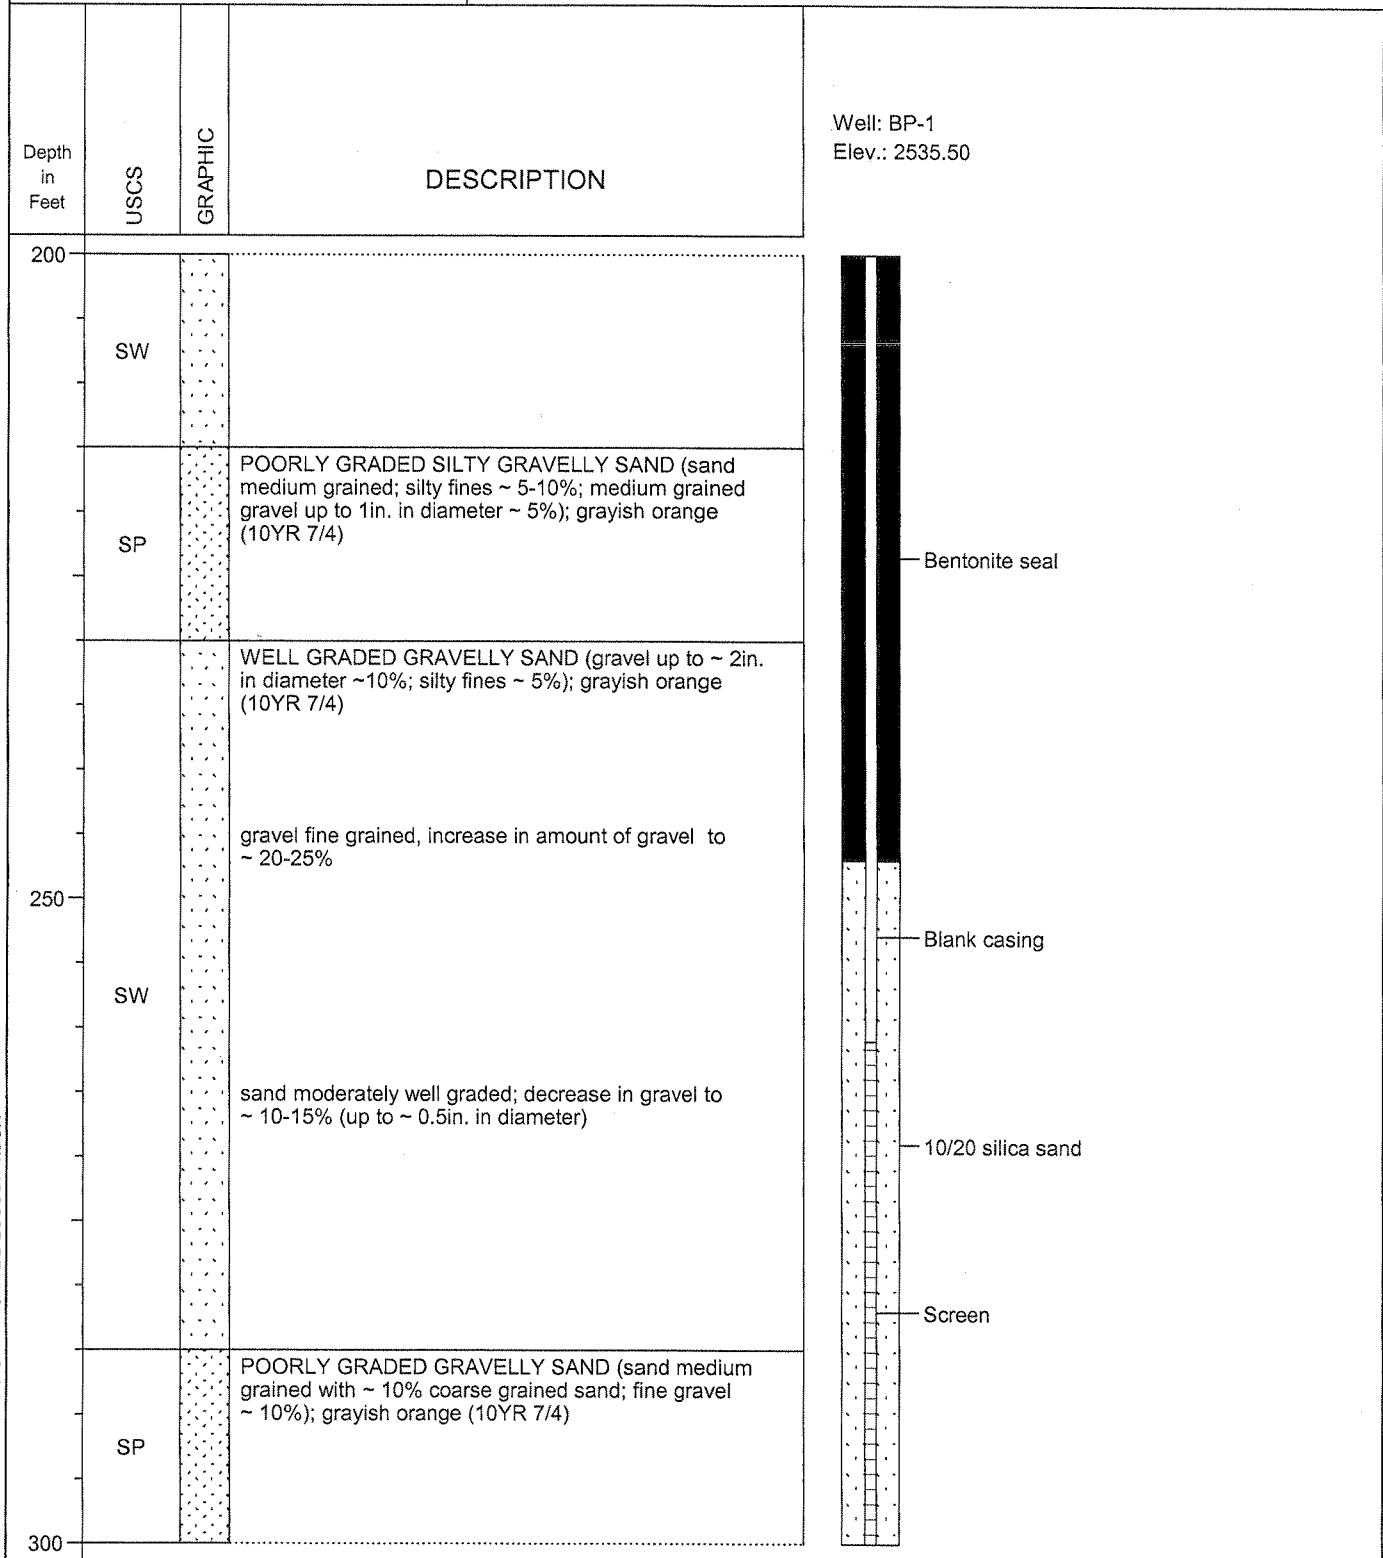 Depth
in
Feet
USCS
GRAPHIC
DESCRIPTION
Well: BP-1
Elev.: 2535.50
200
SW
POORLY GRADED SILTY GRAVELLY SAND (sand
medium grained; silty fines ~ 5-10%; medium grained
gravel up to 1in. in diameter ~ 5%); grayish orange
(10YR 7/4)
SP
Bentonite seal
WELL GRADED GRAVELLY SAND (gravel up to ~ 2in.
in diameter ~10%; silty fines ~ 5%); grayish orange
(10YR 7/4)
gravel fine grained, increase in amount of gravel to
~ 20-25%
250
Blank casing
SW
sand moderately well graded; decrease in gravel to
~ 10-15% (up to ~ 0.5in. in diameter)
10/20 silica sand
Screen
POORLY GRADED GRAVELLY SAND (sand medium
grained with ~ 10% coarse grained sand; fine gravel
~ 10%); grayish orange (10YR 7/4)
SP
300